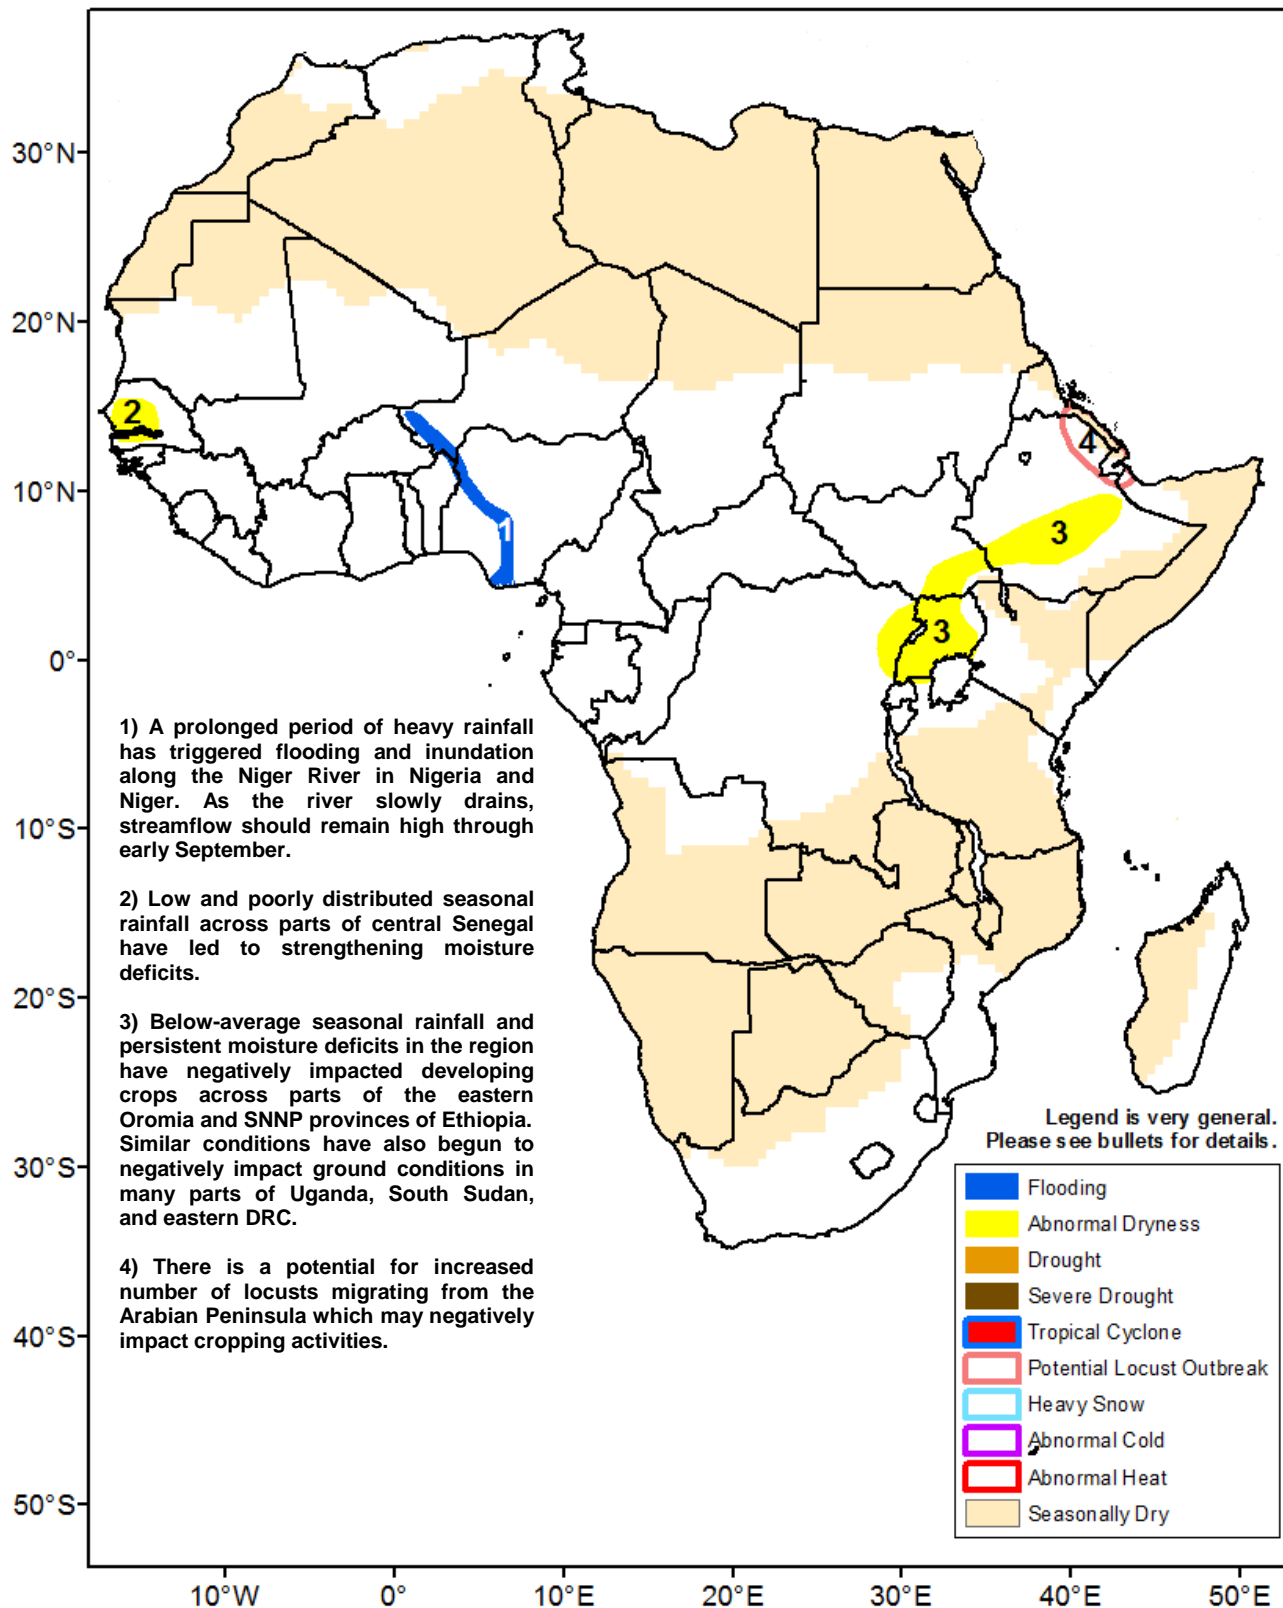 30°N
20°N
10°N
0°
10°S
20°S
30°S
40°S
50°S
2
1
4
3
3
1) A prolonged period of heavy rainfall
has triggered flooding and inundation
along the Niger River in Nigeria and
Niger. As the river slowly drains,
streamflow should remain high through
early September.
2) Low and poorly distributed seasonal
rainfall across parts of central Senegal
have led to strengthening moisture
deficits.
3) Below-average seasonal rainfall and
persistent moisture deficits in the region
have negatively impacted developing
crops across parts of the eastern
Oromia and SNNP provinces of Ethiopia.
Similar conditions have also begun to
negatively impact ground conditions in
many parts of Uganda, South Sudan,
and eastern DRC.
4) There is a potential for increased
number of locusts migrating from the
Arabian Peninsula which may negatively
impact cropping activities.
Legend is very general.
Please see bullets for details.
Flooding
Abnormal Dryness
Drought
Severe Drought
Tropical Cyclone
Potential Locust Outbreak
Heavy Snow
Abnormal Cold
Abnormal Heat
Seasonally Dry
10°W
0°
10°E
20°E
30°E
40°E
50°E